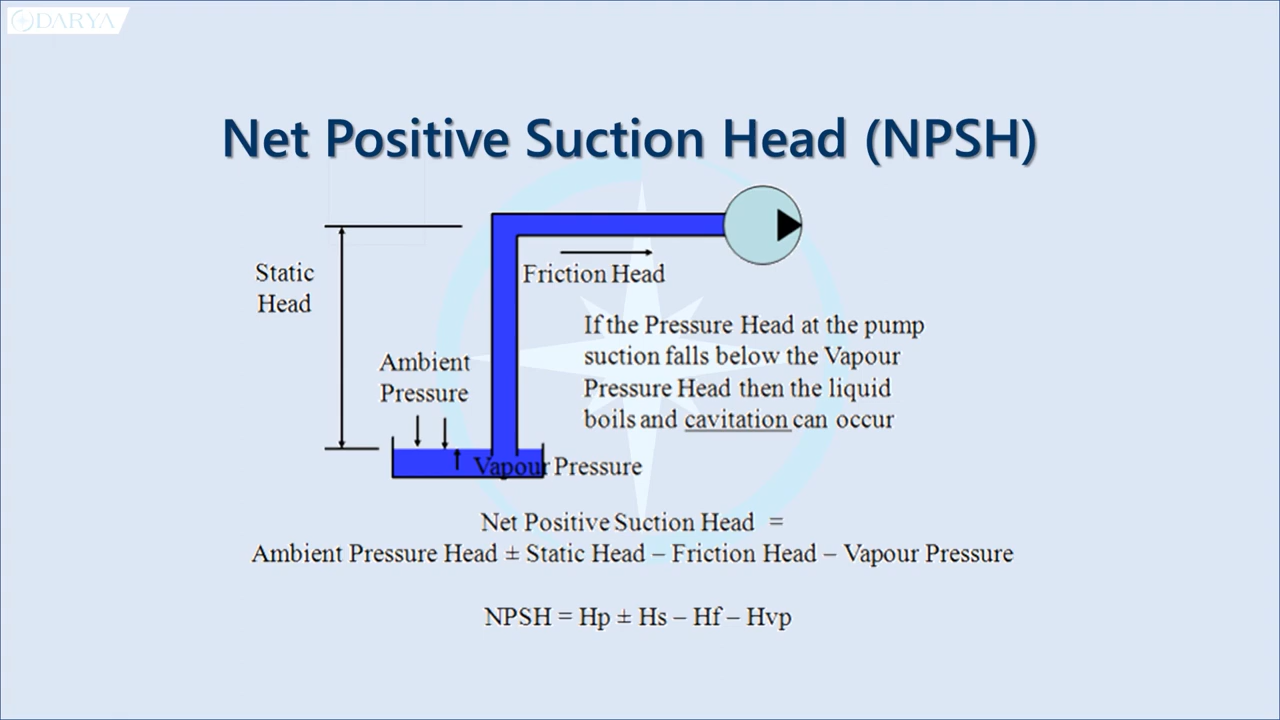 ODARYA
Net Positive Suction Head (NPSH)
Static
Head
Friction Head
If the Pressure Head at the pump
suction falls below the Vapour
Pressure Head then the liquid
boils and cavitation can occur
Ambient
Pressure
Vapour Pressure
Net Positive Suction Head =
Ambient Pressure Head ± Static Head – Friction Head – Vapour Pressure
NPSH = Hp ± Hs – Hf – Hvp